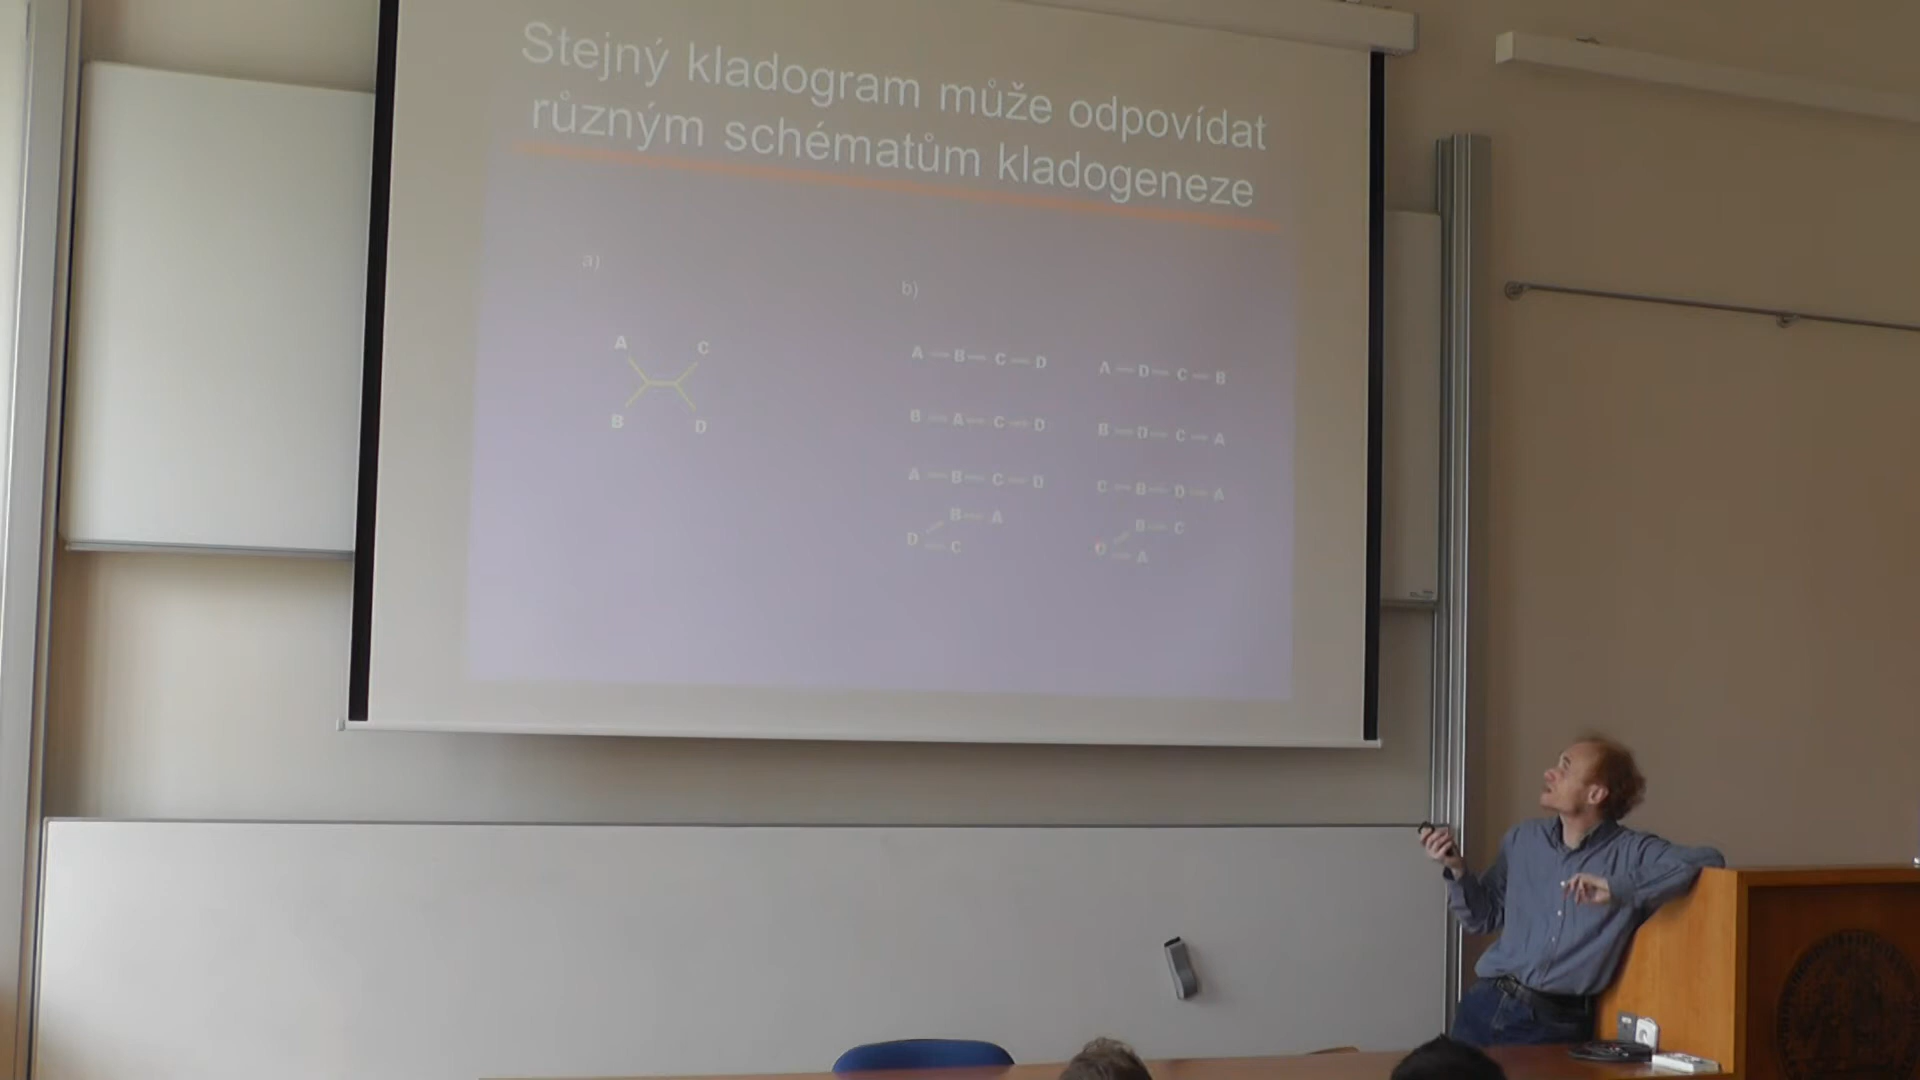 Stejný kladogram může odpovídat
různým schématům kladogeneze
a)
b)
A C
B D
A — B — C — D
A — D — C — B
B — A — C — D
B — D — C — A
A — B — C — D
C — B — D — A
B — A
D — C
B — C
— A